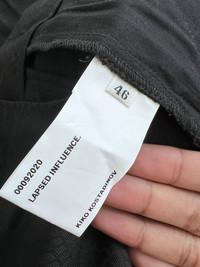 46
00092020
LAPSED INFLUENCE.
KIKO KOSTADINOV